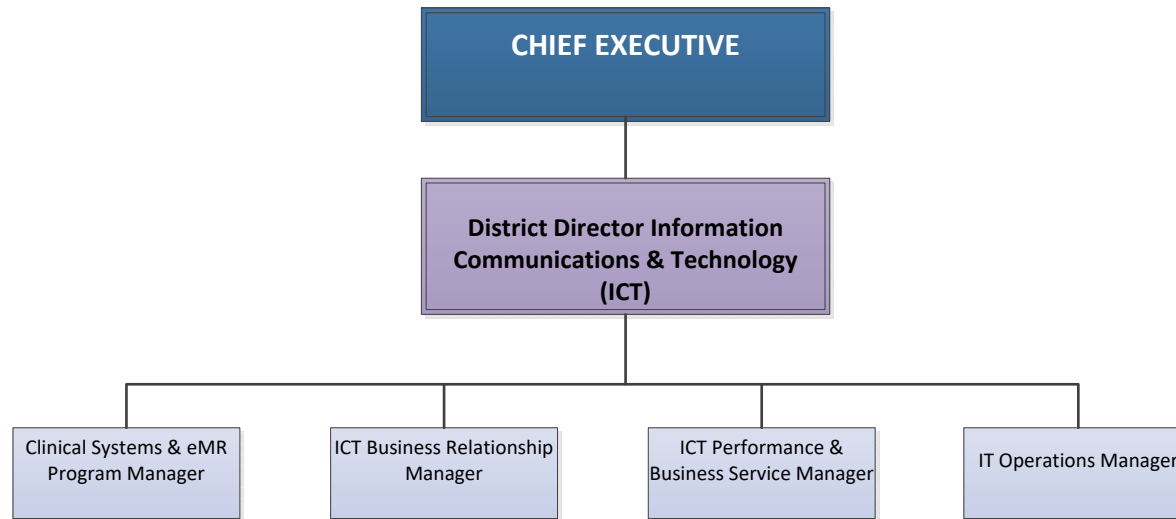 CHIEF EXECUTIVE
District Director Information
Communications & Technology
(ICT)
Clinical Systems & eMR
Program Manager
ICT Business Relationship
Manager
ICT Performance &
Business Service Manager
IT Operations Manager